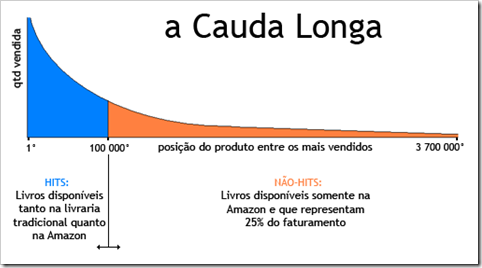 a Cauda Longa
qtd vendida
1°
100 000°
posição do produto entre os mais vendidos
3 700 000°
HITS:
Livros disponíveis
tanto na livraria
tradicional quanto
na Amazon
NÃO-HITS:
Livros disponíveis somente na
Amazon e que representam
25% do faturamento